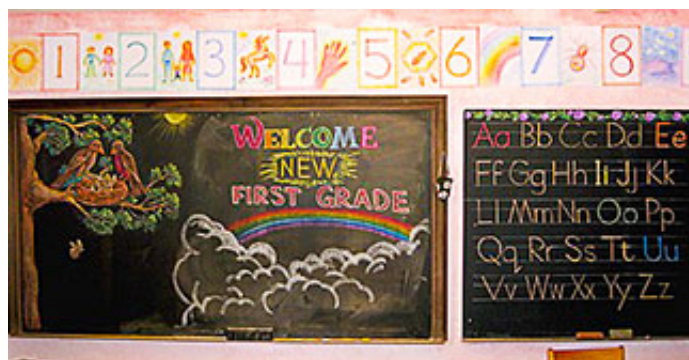 1 2 3 4 5 6 7 8
WELCOME
NEW
FIRST GRADE
Aa Bb Cc Dd Ee
Ff Gg Hh Ii Jj Kk
Ll Mm Nn Oo Pp
Qq Rr Ss Tt Uu
Vv Ww Xx Yy Zz